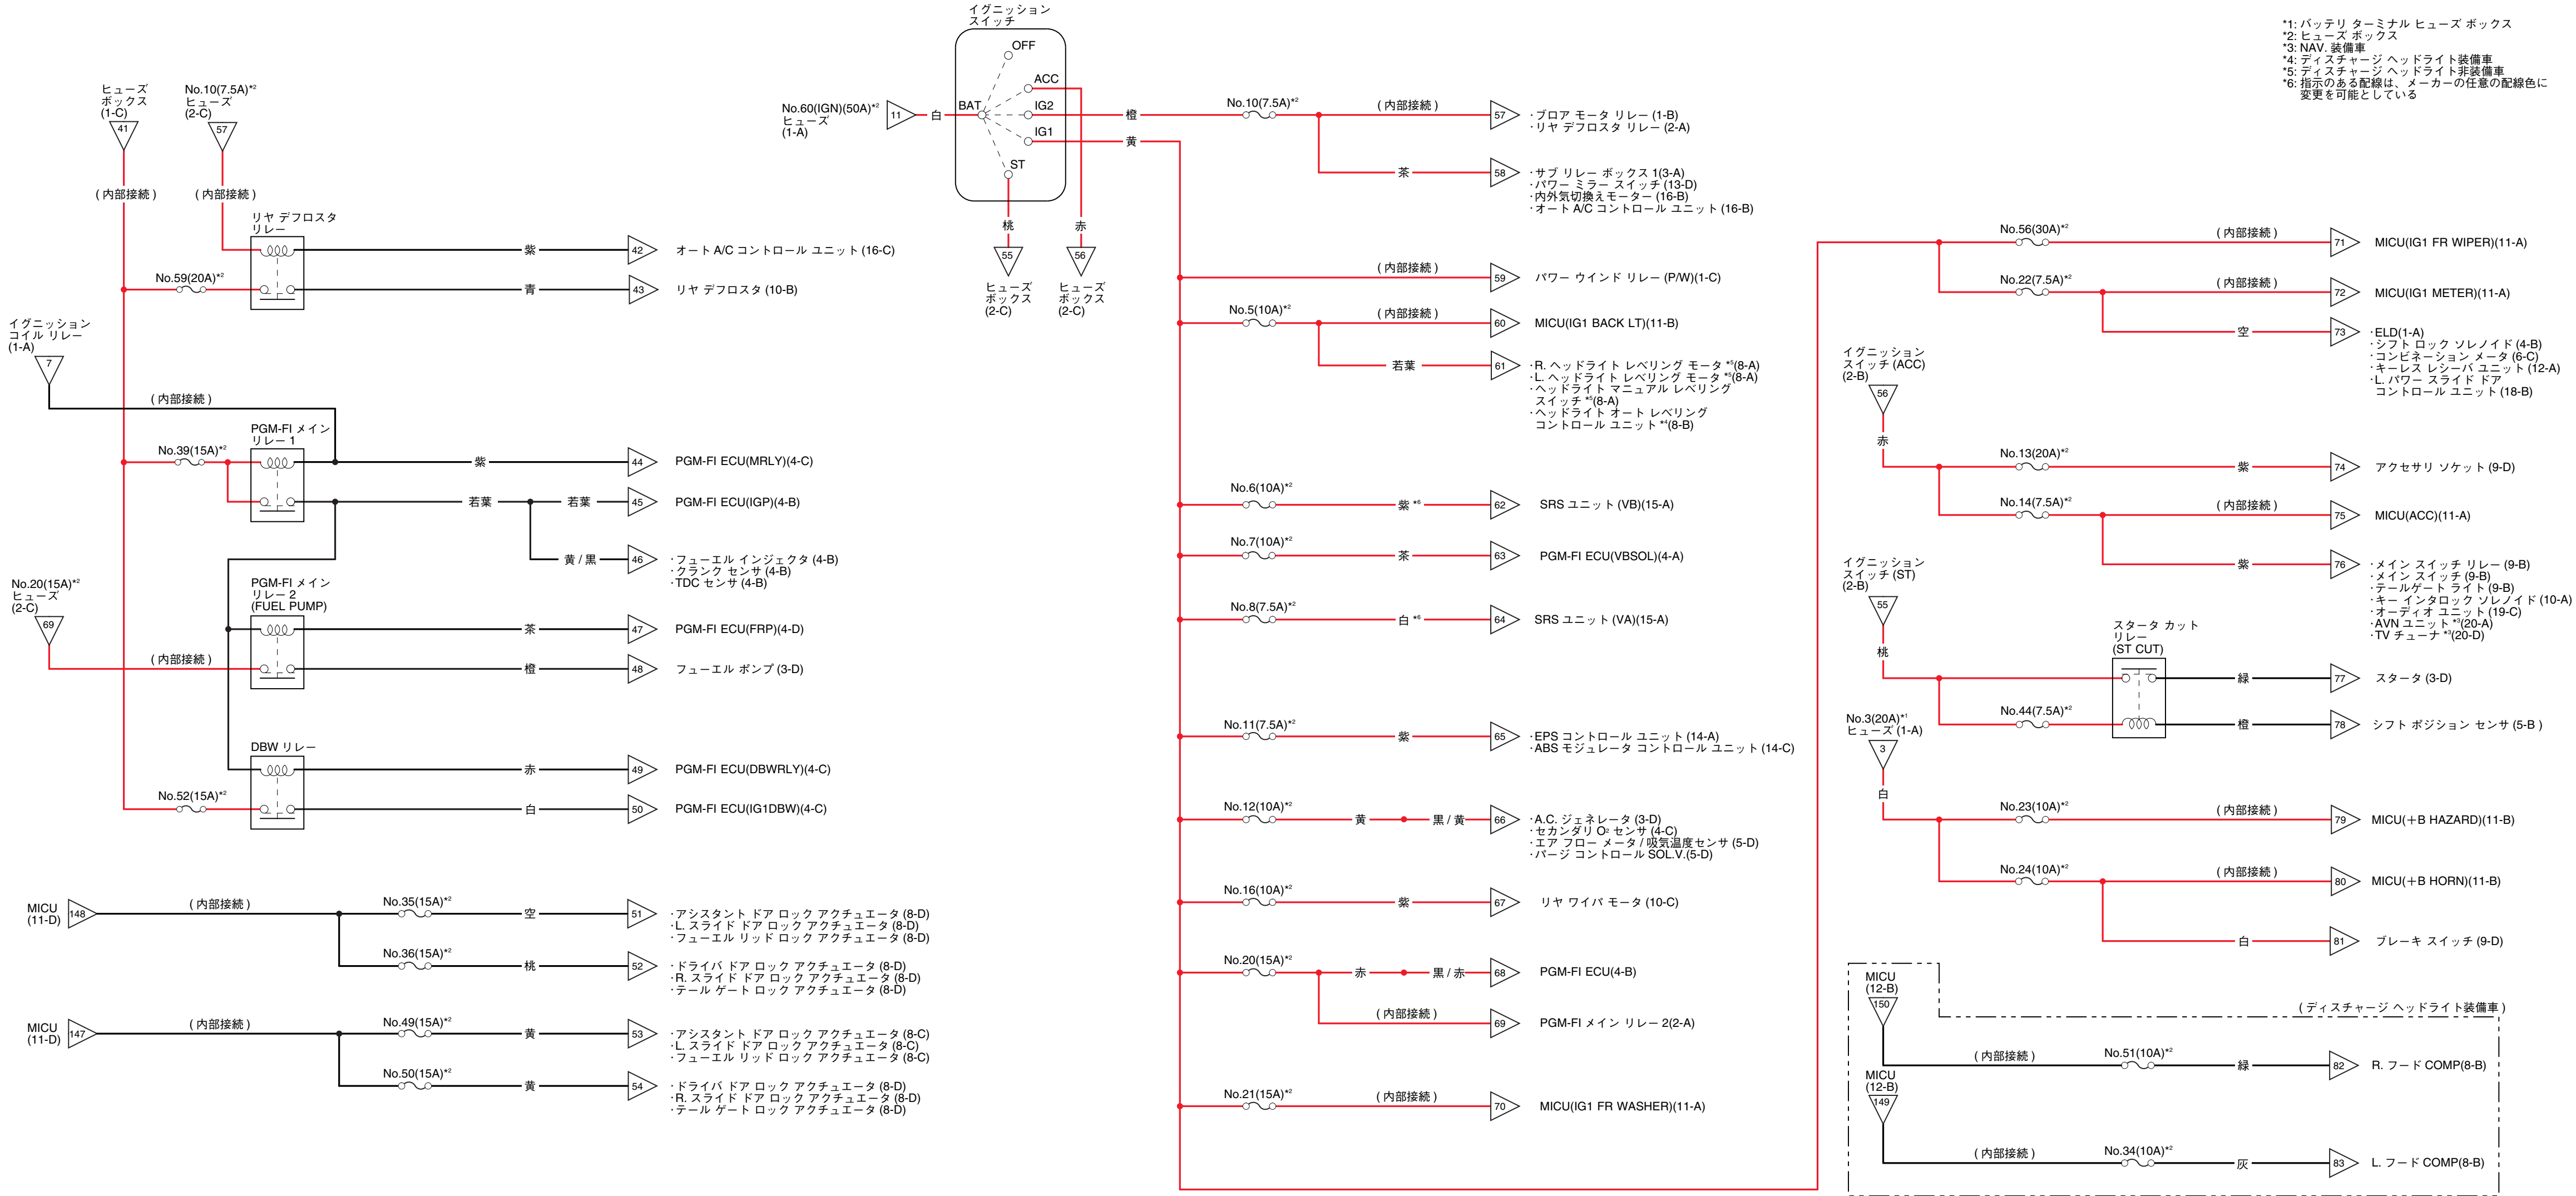 イグニッション
スイッチ
OFF
ACC
BAT
IG2
IG1
ST
No.60(IGN)(50A)*2
ヒューズ
(1-A)
11
白
橙
黄
桃
赤
55
56
ヒューズ
ボックス
(2-C)
ヒューズ
ボックス
(2-C)
*1: バッテリ ターミナル ヒューズ ボックス
*2: ヒューズ ボックス
*3: NAV. 装備車
*4: ディスチャージ ヘッドライト装備車
*5: ディスチャージ ヘッドライト非装備車
*6: 指示のある配線は、メーカーの任意の配線色に
変更を可能としている
ヒューズ
ボックス
(1-C)
41
( 内部接続 )
No.10(7.5A)*2
ヒューズ
(2-C)
57
( 内部接続 )
リヤ デフロスタ
リレー
紫
42
オート A/C コントロール ユニット (16-C)
No.59(20A)*2
青
43
リヤ デフロスタ (10-B)
イグニッション
コイル リレー
(1-A)
7
( 内部接続 )
PGM-FI メイン
リレー 1
No.39(15A)*2
紫
44
PGM-FI ECU(MRLY)(4-C)
若葉
若葉
45
PGM-FI ECU(IGP)(4-B)
黄 / 黒
46
·フューエル インジェクタ (4-B)
·クランク センサ (4-B)
·TDC センサ (4-B)
No.20(15A)*2
ヒューズ
(2-C)
69
( 内部接続 )
PGM-FI メイン
リレー 2
(FUEL PUMP)
茶
47
PGM-FI ECU(FRP)(4-D)
橙
48
フューエル ポンプ (3-D)
DBW リレー
赤
49
PGM-FI ECU(DBWRLY)(4-C)
No.52(15A)*2
白
50
PGM-FI ECU(IG1DBW)(4-C)
MICU
(11-D)
148
( 内部接続 )
No.35(15A)*2
空
51
·アシスタント ドア ロック アクチュエータ (8-D)
·L. スライド ドア ロック アクチュエータ (8-D)
·フューエル リッド ロック アクチュエータ (8-D)
No.36(15A)*2
桃
52
·ドライバ ドア ロック アクチュエータ (8-D)
·R. スライド ドア ロック アクチュエータ (8-D)
·テール ゲート ロック アクチュエータ (8-D)
MICU
(11-D)
147
( 内部接続 )
No.49(15A)*2
黄
53
·アシスタント ドア ロック アクチュエータ (8-C)
·L. スライド ドア ロック アクチュエータ (8-C)
·フューエル リッド ロック アクチュエータ (8-C)
No.50(15A)*2
黄
54
·ドライバ ドア ロック アクチュエータ (8-D)
·R. スライド ドア ロック アクチュエータ (8-D)
·テール ゲート ロック アクチュエータ (8-D)
No.10(7.5A)*2
( 内部接続 )
57
·ブロア モータ リレー (1-B)
·リヤ デフロスタ リレー (2-A)
茶
58
·サブ リレー ボックス 1(3-A)
·パワー ミラー スイッチ (13-D)
·内外気切換えモーター (16-B)
·オート A/C コントロール ユニット (16-B)
( 内部接続 )
59
パワー ウインド リレー (P/W)(1-C)
No.5(10A)*2
( 内部接続 )
60
MICU(IG1 BACK LT)(11-B)
若葉
61
·R. ヘッドライト レベリング モータ *5(8-A)
·L. ヘッドライト レベリング モータ *5(8-A)
·ヘッドライト マニュアル レベリング
スイッチ *5(8-A)
·ヘッドライト オート レベリング
コントロール ユニット *4(8-B)
No.6(10A)*2
紫 *6
62
SRS ユニット (VB)(15-A)
No.7(10A)*2
茶
63
PGM-FI ECU(VBSOL)(4-A)
No.8(7.5A)*2
白 *6
64
SRS ユニット (VA)(15-A)
No.11(7.5A)*2
紫
65
·EPS コントロール ユニット (14-A)
·ABS モジュレータ コントロール ユニット (14-C)
No.12(10A)*2
黄
黒 / 黄
66
·A.C. ジェネレータ (3-D)
·セカンダリ O2 センサ (4-C)
·エア フロー メータ / 吸気温度センサ (5-D)
·パージ コントロール SOL.V.(5-D)
No.16(10A)*2
紫
67
リヤ ワイパ モータ (10-C)
No.20(15A)*2
赤
黒 / 赤
68
PGM-FI ECU(4-B)
( 内部接続 )
69
PGM-FI メイン リレー 2(2-A)
No.21(15A)*2
( 内部接続 )
70
MICU(IG1 FR WASHER)(11-A)
No.56(30A)*2
( 内部接続 )
71
MICU(IG1 FR WIPER)(11-A)
No.22(7.5A)*2
( 内部接続 )
72
MICU(IG1 METER)(11-A)
空
73
·ELD(1-A)
·シフト ロック ソレノイド (4-B)
·コンビネーション メータ (6-C)
·キーレス レシーバ ユニット (12-A)
·L. パワー スライド ドア
コントロール ユニット (18-B)
イグニッション
スイッチ (ACC)
(2-B)
56
赤
No.13(20A)*2
紫
74
アクセサリ ソケット (9-D)
No.14(7.5A)*2
( 内部接続 )
75
MICU(ACC)(11-A)
紫
76
·メイン スイッチ リレー (9-B)
·メイン スイッチ (9-B)
·テールゲート ライト (9-B)
·キー インタロック ソレノイド (10-A)
·オーディオ ユニット (19-C)
·AVN ユニット *3(20-A)
·TV チューナ *3(20-D)
イグニッション
スイッチ (ST)
(2-B)
55
桃
スタータ カット
リレー
(ST CUT)
緑
77
スタータ (3-D)
No.44(7.5A)*2
橙
78
シフト ポジション センサ (5-B )
No.3(20A)*1
ヒューズ (1-A)
3
白
No.23(10A)*2
( 内部接続 )
79
MICU(＋B HAZARD)(11-B)
No.24(10A)*2
( 内部接続 )
80
MICU(＋B HORN)(11-B)
白
81
ブレーキ スイッチ (9-D)
( ディスチャージ ヘッドライト装備車 )
MICU
(12-B)
150
( 内部接続 )
No.51(10A)*2
緑
82
R. フード COMP(8-B)
MICU
(12-B)
149
( 内部接続 )
No.34(10A)*2
灰
83
L. フード COMP(8-B)